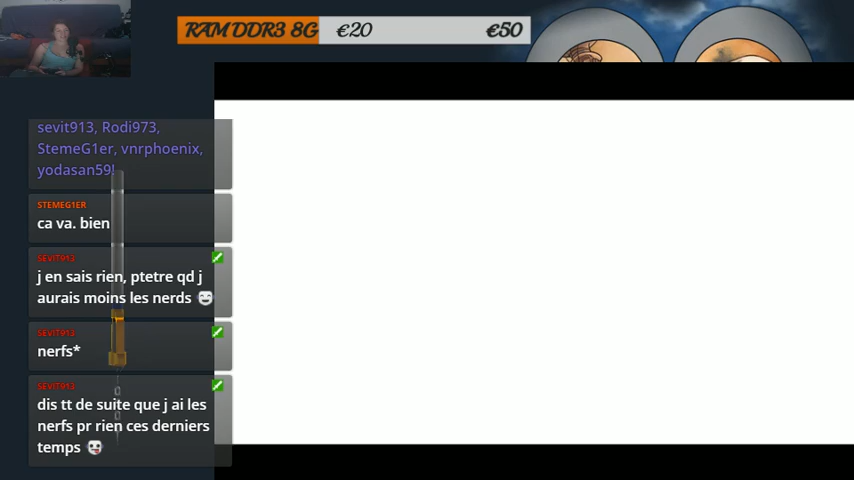 RAM DDR3 8G €20 €50
sevit913, Rodi973,
StemeG1er, vnrphoenix,
yodasan59!
STEMEG1ER
ca va. bien
SEVIT913
j en sais rien, ptetre qd j
aurais moins les nerds
SEVIT913
nerfs*
SEVIT913
dis tt de suite que j ai les
nerfs pr rien ces derniers
temps